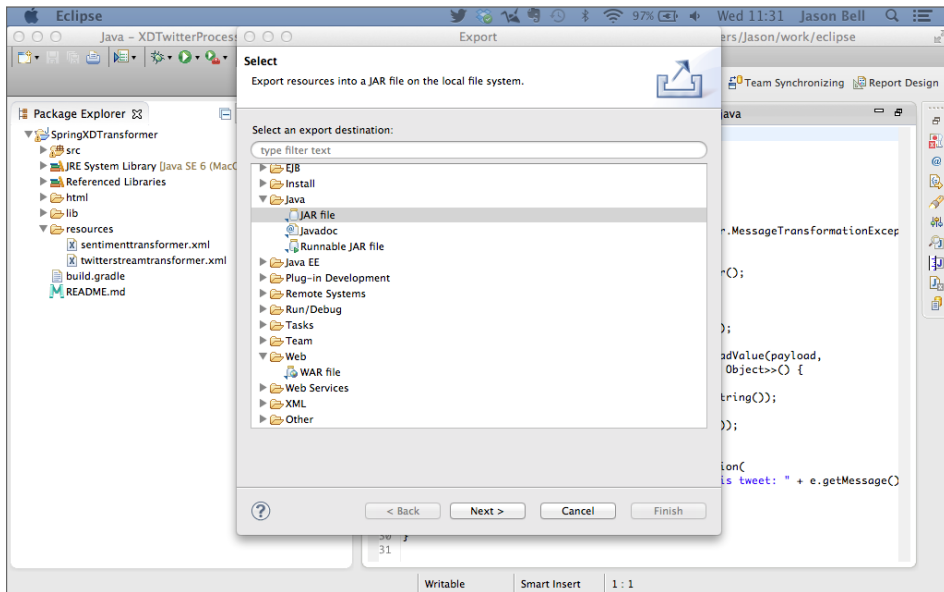 Eclipse
97%
Wed 11:31 Jason Bell
Java - XDTwitterProces
Export
ers/Jason/work/eclipse
Select
Export resources into a JAR file on the local file system.
Team Synchronizing
Report Design
Package Explorer
ava
SpringXDTransformer
src
JRE System Library [Java SE 6 (MacO
Referenced Libraries
html
lib
resources
sentimenttransformer.xml
twitterstreamtransformer.xml
build.gradle
README.md
Select an export destination:
type filter text
EJB
Install
Java
JAR file
Javadoc
Runnable JAR file
Java EE
Plug-in Development
Remote Systems
Run/Debug
Tasks
Team
Web
WAR file
Web Services
XML
Other
r.MessageTransformationExcep
r();
);
adValue(payload,
Object>>() {
tring());
));
ion(
is tweet: " + e.getMessage()
?
< Back
Next >
Cancel
Finish
30 }
31
Writable
Smart Insert
1 : 1